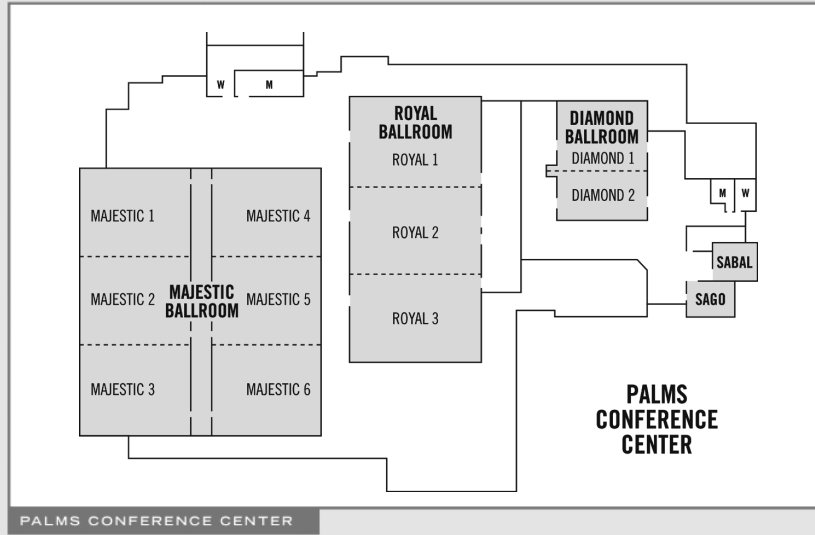 W
M
ROYAL
BALLROOM
ROYAL 1
ROYAL 2
ROYAL 3
DIAMOND
BALLROOM
DIAMOND 1
DIAMOND 2
M
W
MAJESTIC 1
MAJESTIC 4
MAJESTIC 2
MAJESTIC
BALLROOM
MAJESTIC 5
MAJESTIC 3
MAJESTIC 6
SABAL
SAGO
PALMS
CONFERENCE
CENTER
PALMS CONFERENCE CENTER